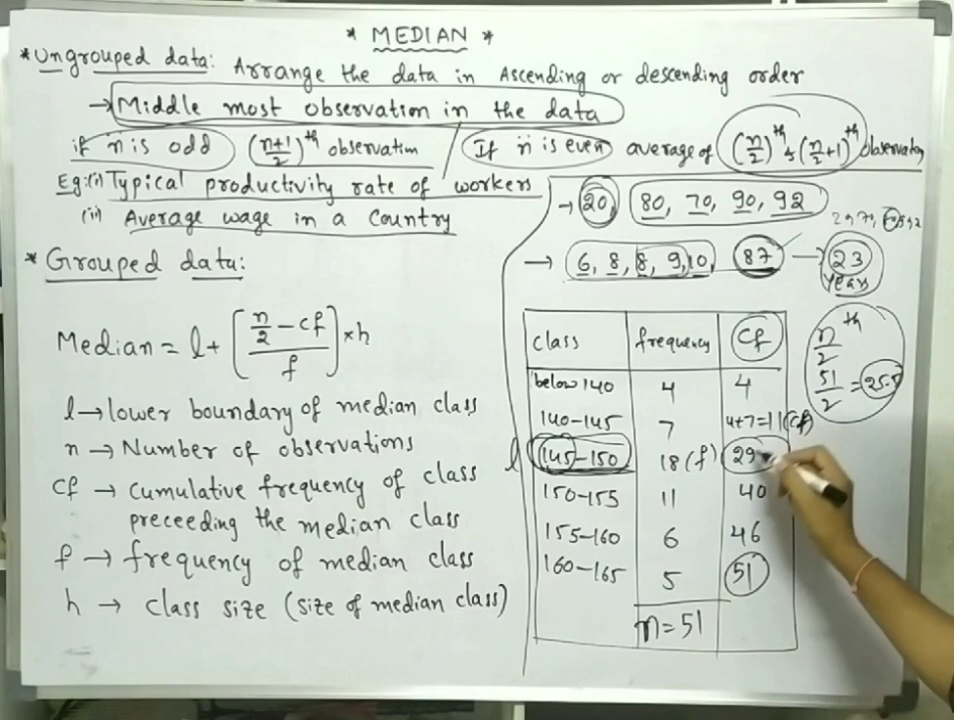 * MEDIAN *
* Ungrouped data: Arrange the data in Ascending or descending order
→ Middle most observation in the data
if n is odd (n+1/2)th observation If n is even average of (n/2)th & (n/2+1)th observation
Eg:(i) Typical productivity rate of workers
(ii) Average wage in a Country
→ 20, 80, 70, 90, 92
→ 6, 8, 8, 9, 10, 87 → 23 years
* Grouped data:
Median = l + [n/2 - cf / f] × h
l → lower boundary of median class
n → Number of observations
cf → Cumulative frequency of class
preceeding the median class
f → frequency of median class
h → class size (size of median class)
class frequency Cf
below 140 4 4
140-145 7 4+7=11(cf)
l 145-150 18(f) 29
150-155 11 40
155-160 6 46
160-165 5 51
n=51
n/2 th
51/2 = 25.5